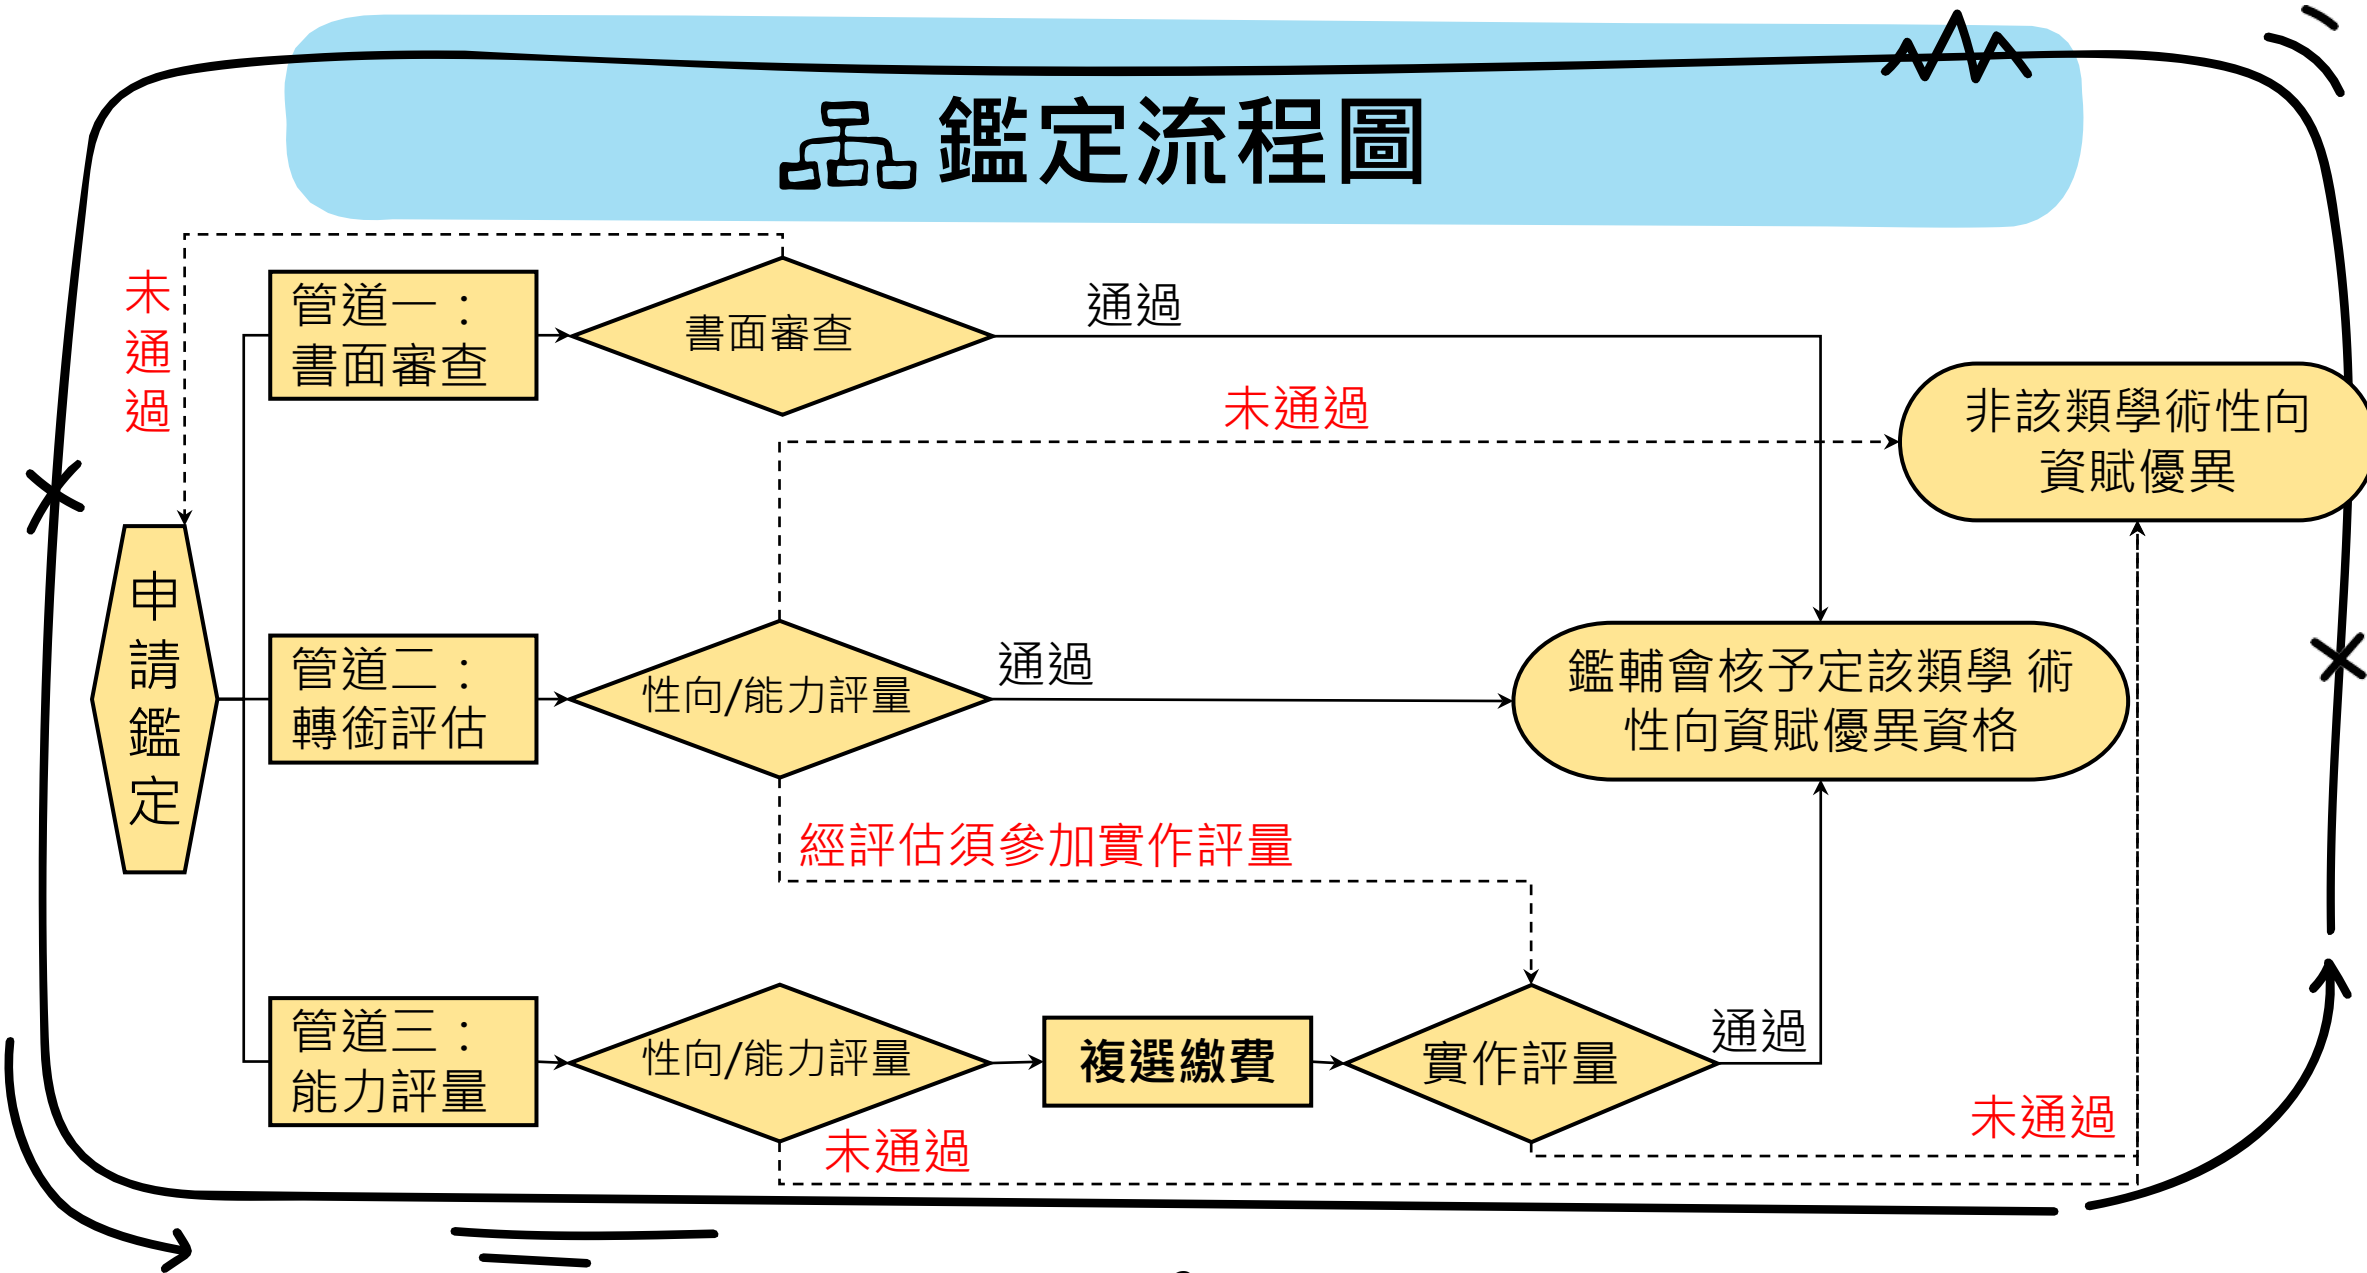 鑑定流程圖
未
通
過
管道一：
書面審查
書面審查
通過
未通過
非該類學術性向
資賦優異
申
請
鑑
定
管道二：
轉銜評估
性向/能力評量
通過
鑑輔會核予定該類學 術
性向資賦優異資格
經評估須參加實作評量
管道三：
能力評量
性向/能力評量
複選繳費
實作評量
通過
未通過
未通過